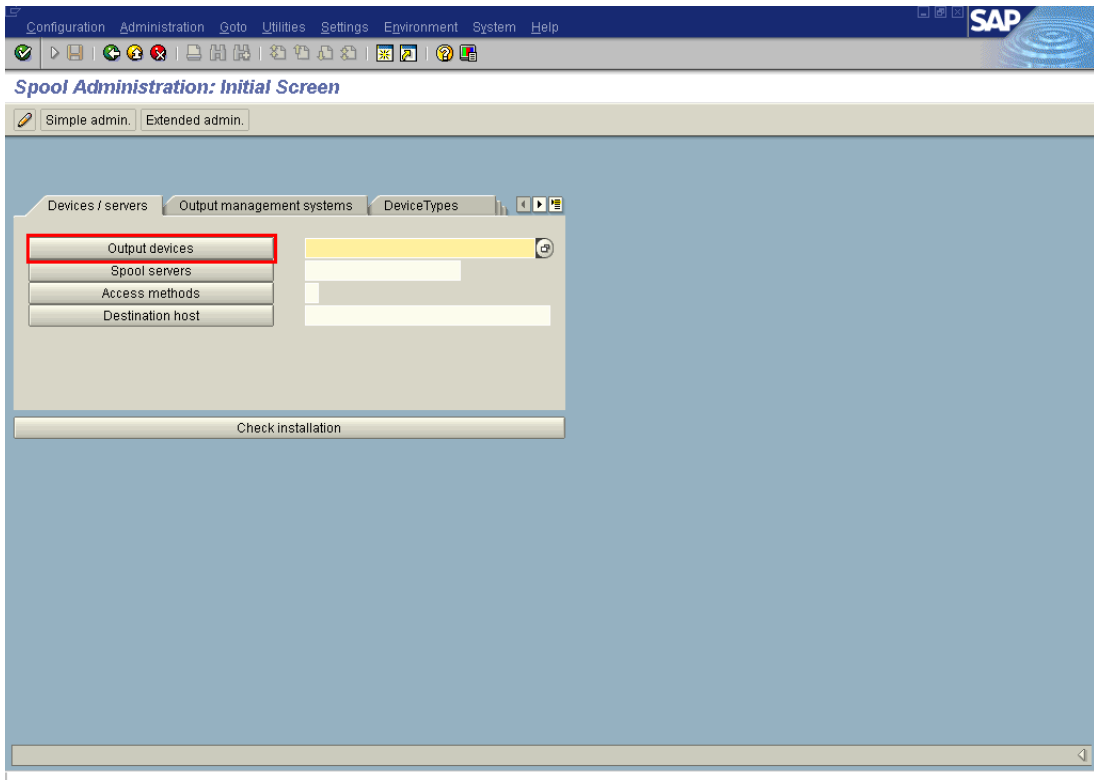 Configuration Administration Goto Utilities Settings Environment System Help
SAP
Spool Administration: Initial Screen
Simple admin. Extended admin.
Devices / servers Output management systems DeviceTypes
Output devices
Spool servers
Access methods
Destination host
Check installation